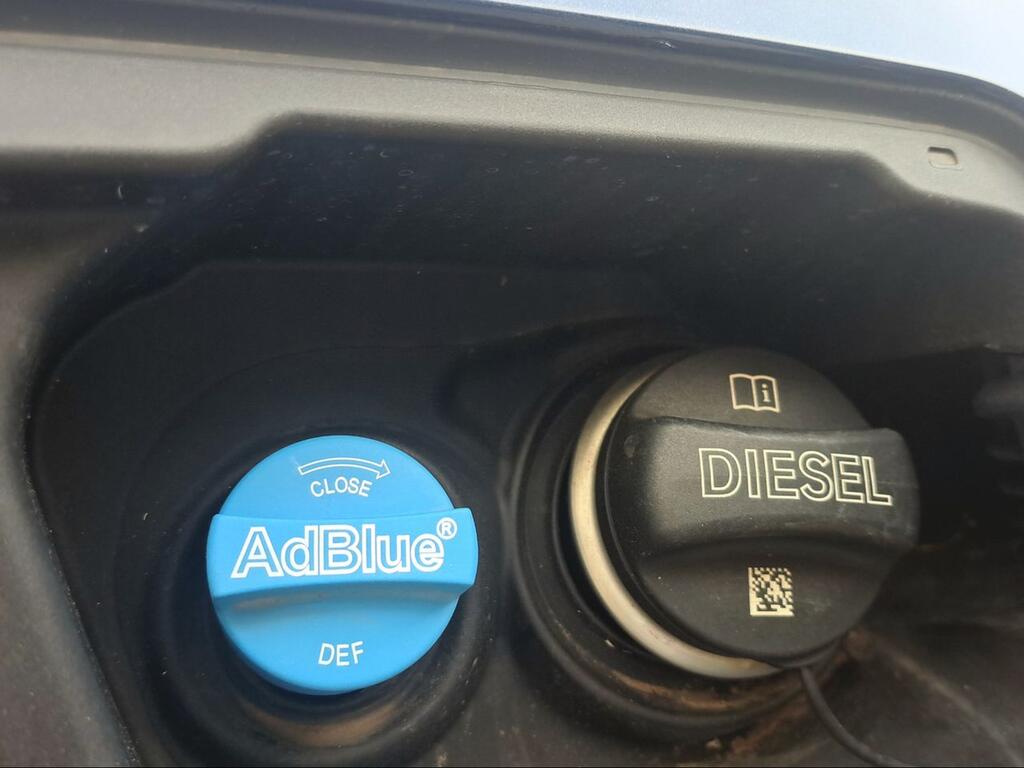 CLOSE
AdBlue®
DEF
i
DIESEL